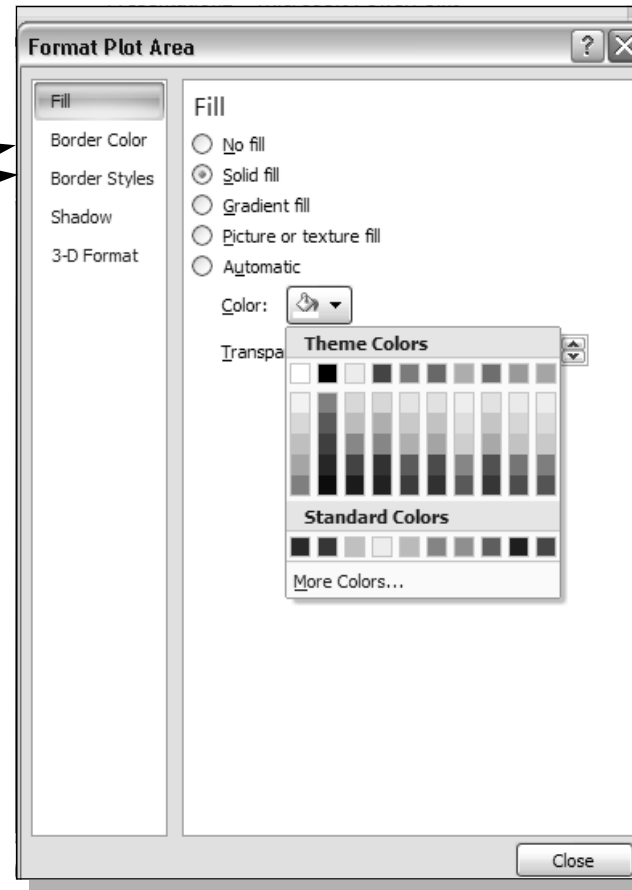 Format Plot Area
Fill
Border Color
Border Styles
Shadow
3-D Format
Fill
No fill
Solid fill
Gradient fill
Picture or texture fill
Automatic
Color:
Transpa
Theme Colors
Standard Colors
More Colors...
Close